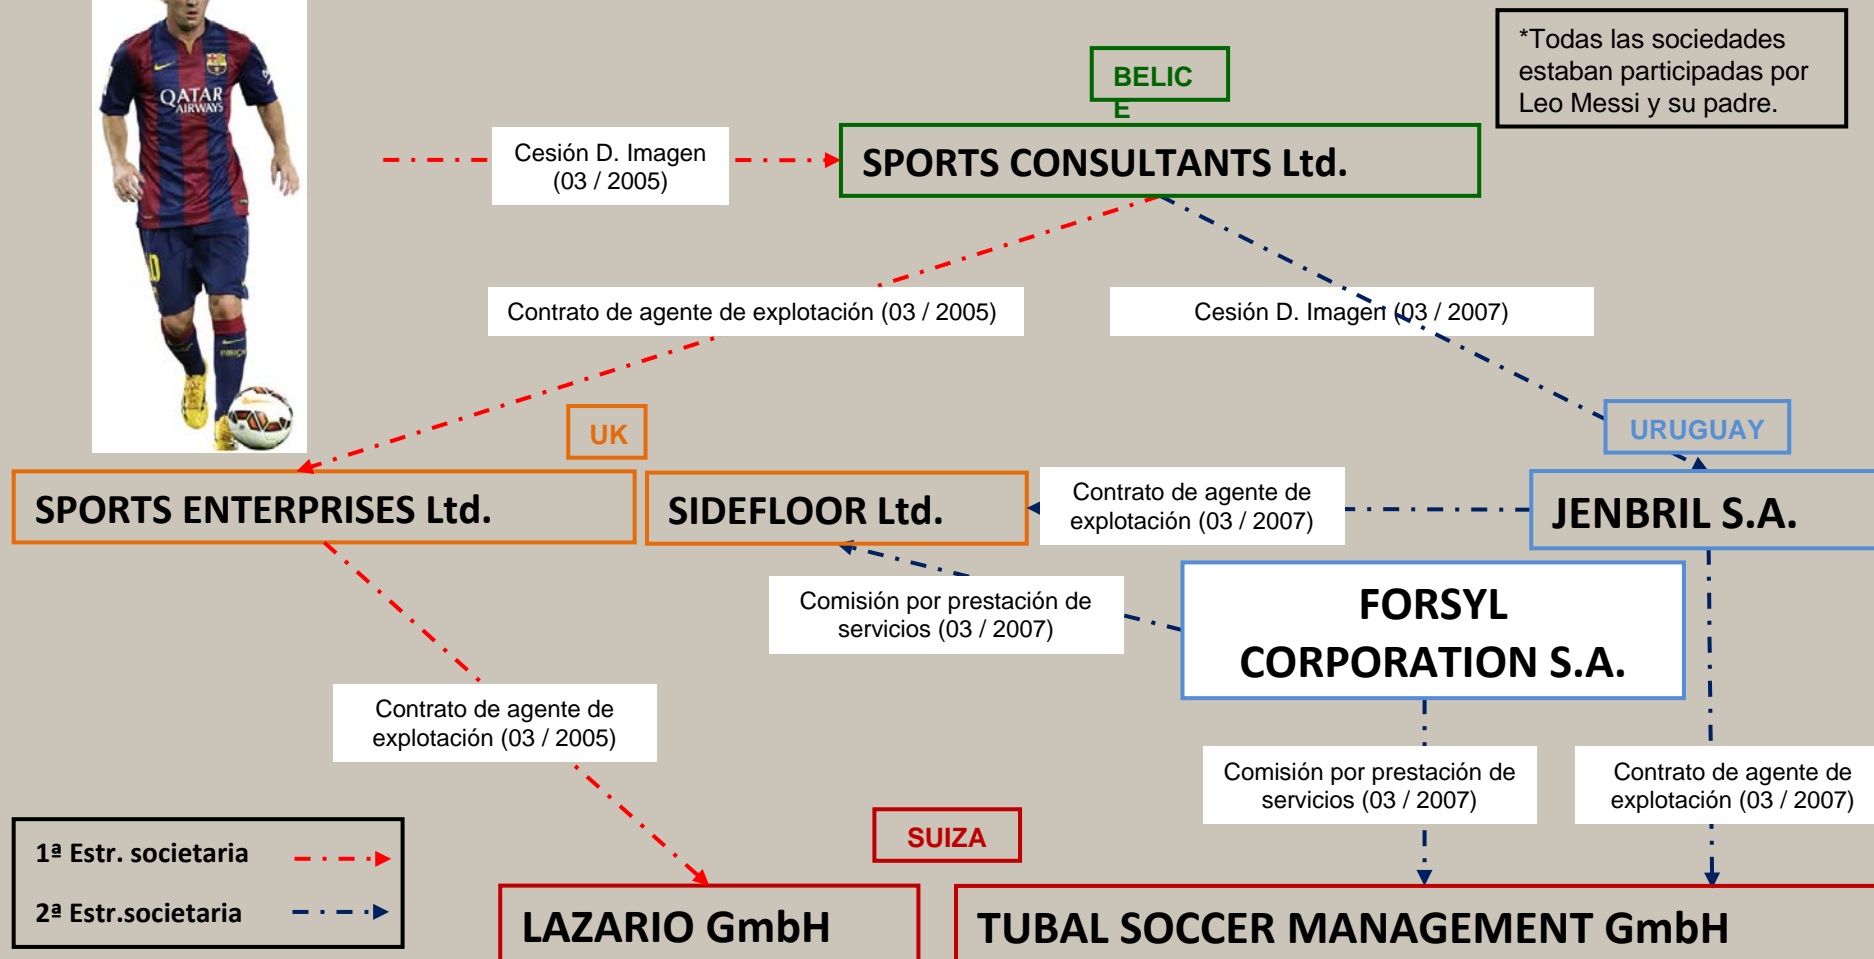 *Todas las sociedades
estaban participadas por
Leo Messi y su padre.
BELIC
E
QATAR
AIRWAYS
Cesión D. Imagen
(03 / 2005)
SPORTS CONSULTANTS Ltd.
Contrato de agente de explotación (03 / 2005)
Cesión D. Imagen (03 / 2007)
UK
URUGUAY
SPORTS ENTERPRISES Ltd.
SIDEFLOOR Ltd.
Contrato de agente de
explotación (03 / 2007)
JENBRIL S.A.
Comisión por prestación de
servicios (03 / 2007)
FORSYL
CORPORATION S.A.
Contrato de agente de
explotación (03 / 2005)
Comisión por prestación de
servicios (03 / 2007)
Contrato de agente de
explotación (03 / 2007)
SUIZA
1ª Estr. societaria
2ª Estr.societaria
LAZARIO GmbH
TUBAL SOCCER MANAGEMENT GmbH